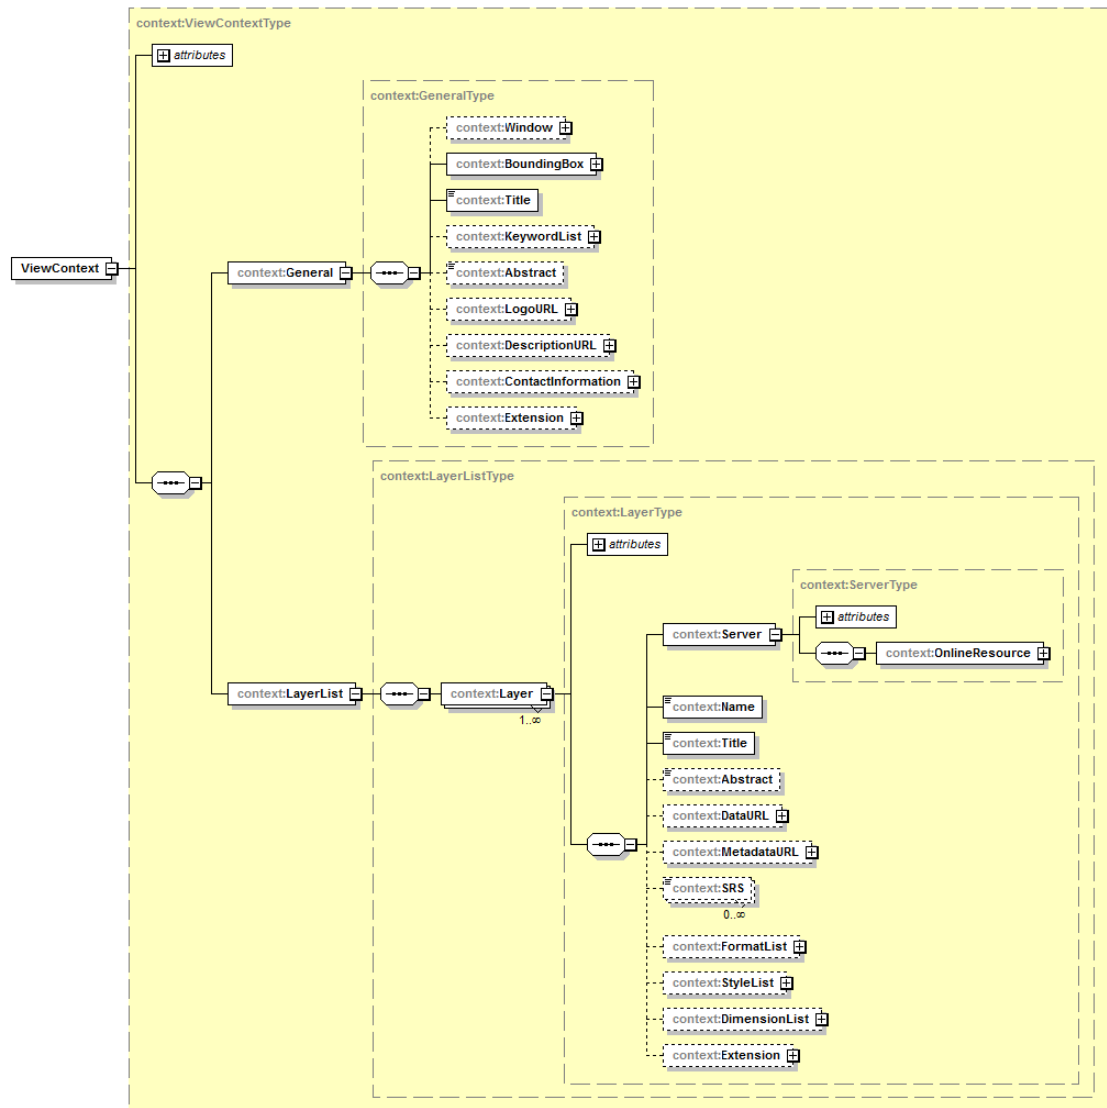 context:ViewContextType
attributes
context:GeneralType
context:Window
context:BoundingBox
context:Title
context:KeywordList
ViewContext
context:General
context:Abstract
context:LogoURL
context:DescriptionURL
context:ContactInformation
context:Extension
context:LayerListType
context:LayerType
attributes
context:ServerType
attributes
context:Server
context:OnlineResource
context:LayerList
context:Layer
1..∞
context:Name
context:Title
context:Abstract
context:DataURL
context:MetadataURL
context:SRS
0..∞
context:FormatList
context:StyleList
context:DimensionList
context:Extension